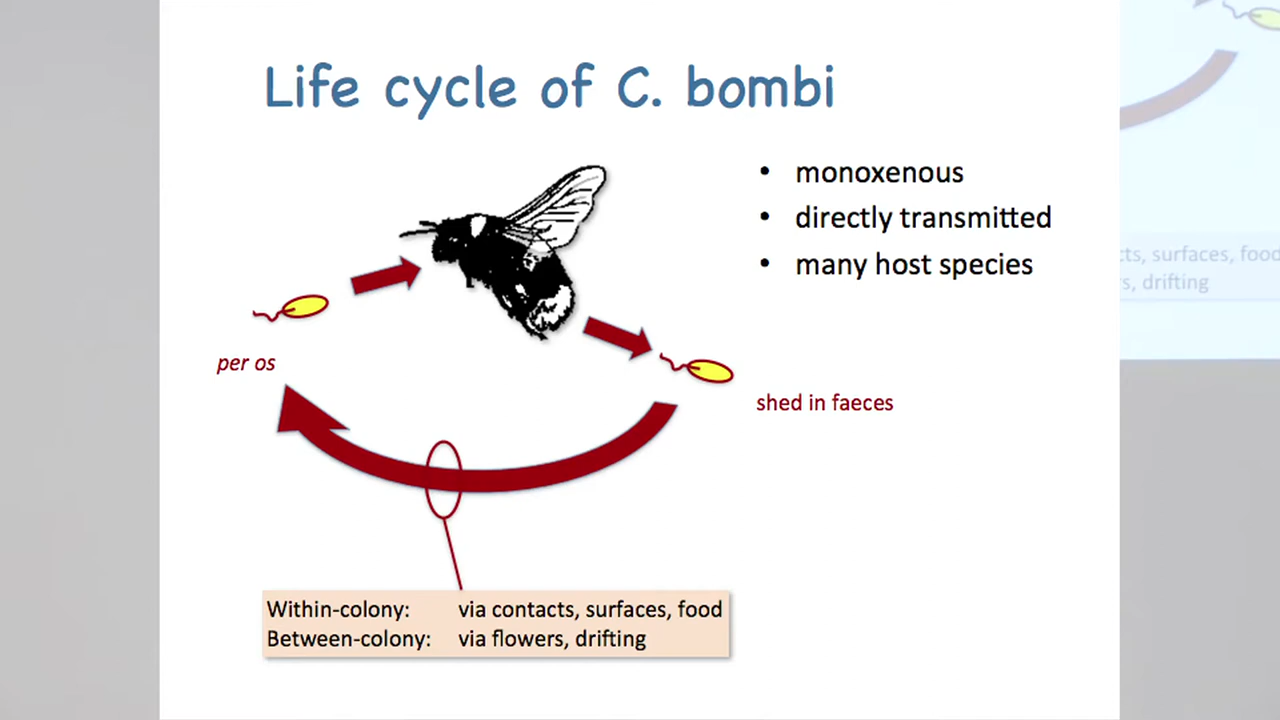 Life cycle of C. bombi
• monoxenous
• directly transmitted
• many host species
per os
shed in faeces
Within-colony: via contacts, surfaces, food
Between-colony: via flowers, drifting
cts, surfaces, food
rs, drifting